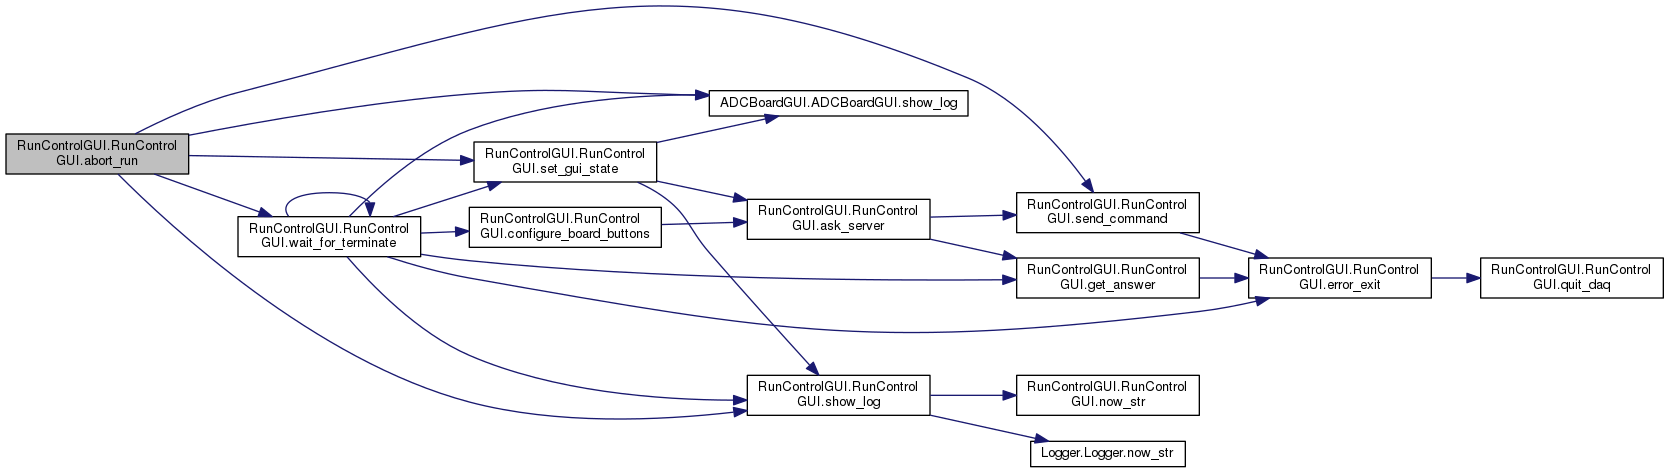 RunControlGUI.RunControl
GUI.abort_run
RunControlGUI.RunControl
GUI.wait_for_terminate
RunControlGUI.RunControl
GUI.set_gui_state
RunControlGUI.RunControl
GUI.configure_board_buttons
ADCBoardGUI.ADCBoardGUI.show_log
RunControlGUI.RunControl
GUI.ask_server
RunControlGUI.RunControl
GUI.show_log
RunControlGUI.RunControl
GUI.send_command
RunControlGUI.RunControl
GUI.get_answer
RunControlGUI.RunControl
GUI.now_str
Logger.Logger.now_str
RunControlGUI.RunControl
GUI.error_exit
RunControlGUI.RunControl
GUI.quit_daq